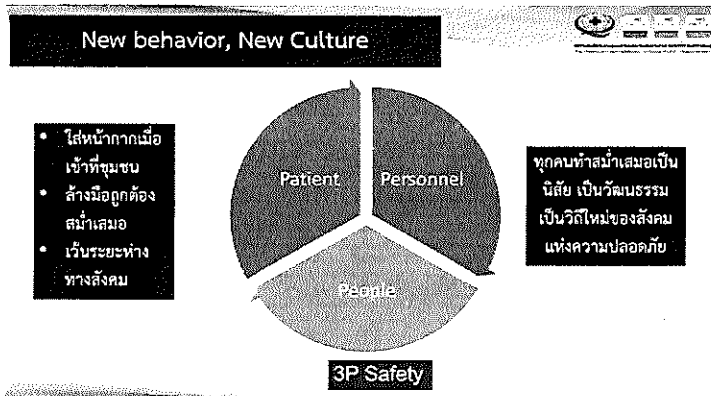 New behavior, New Culture
• ใส่หน้ากากเมื่อ
เข้าที่ชุมชน
• ล้างมือถูกต้อง
สม่ำเสมอ
• เว้นระยะห่าง
ทางสังคม
Patient
Personnel
People
ทุกคนทำสม่ำเสมอเป็น
นิสัย เป็นวัฒนธรรม
เป็นวิถีใหม่ของสังคม
แห่งความปลอดภัย
3P Safety